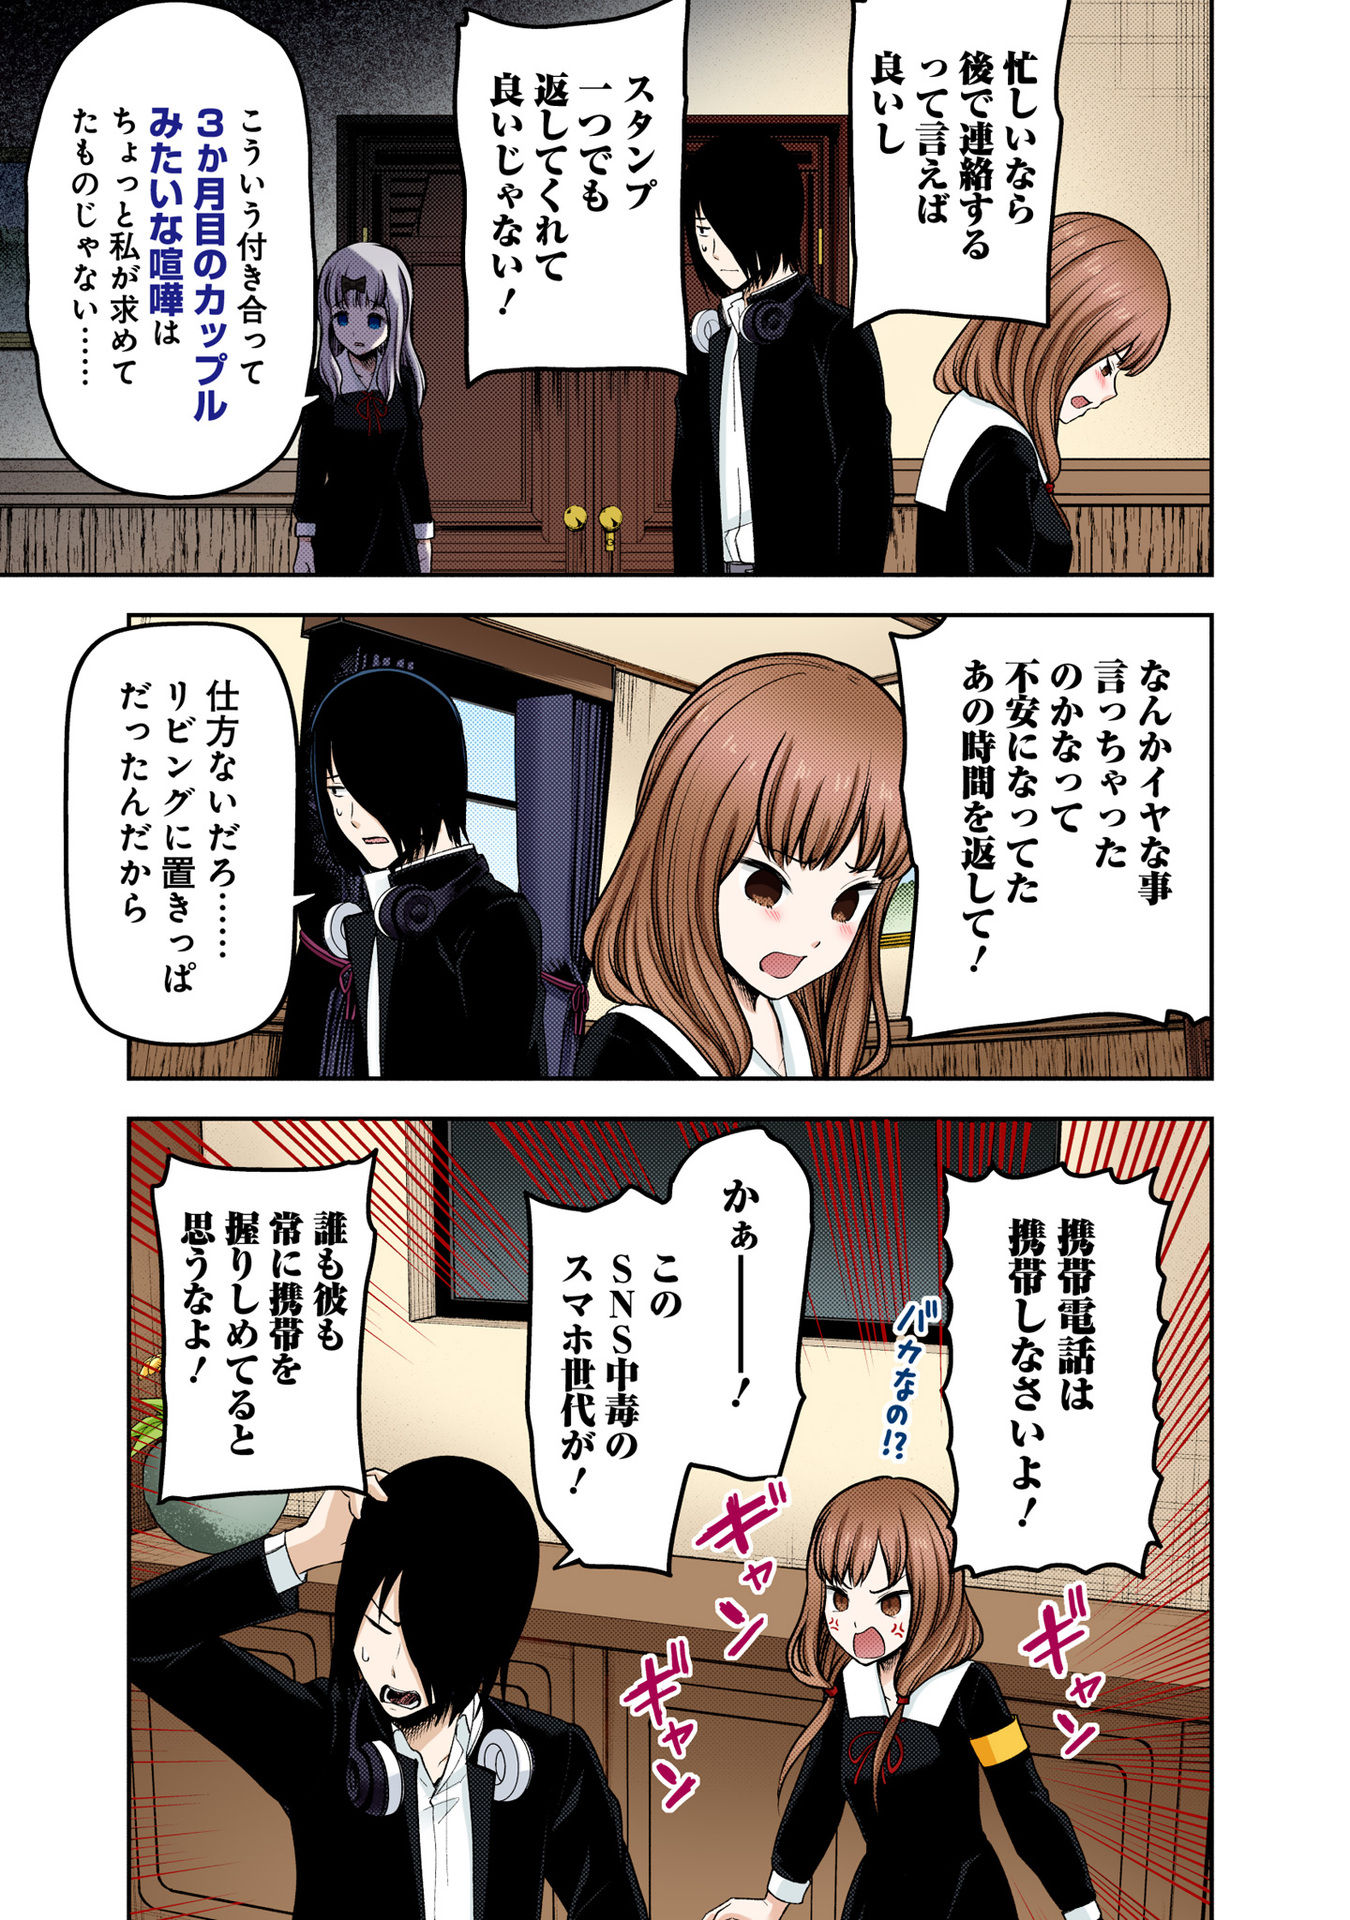 忙しいなら
後で連絡する
って言えば
良いし
スタンプ
一つでも
返してくれて
良いじゃない！
こういう付き合って
3か月目のカップル
みたいな喧嘩は
ちょっと私が求めて
たものじゃない……
なんかイヤな事
言っちゃった
のかなって
不安になってた
あの時間を返して！
仕方ないだろ……
リビングに置きっぱ
だったんだから
携帯電話は
携帯しなさいよ！
バカなの!?
かぁ――！
この
SNS中毒の
スマホ世代が！
誰も彼も
常に携帯を
握りしめてると
思うなよ！
ギャン
ギャン
ギャン